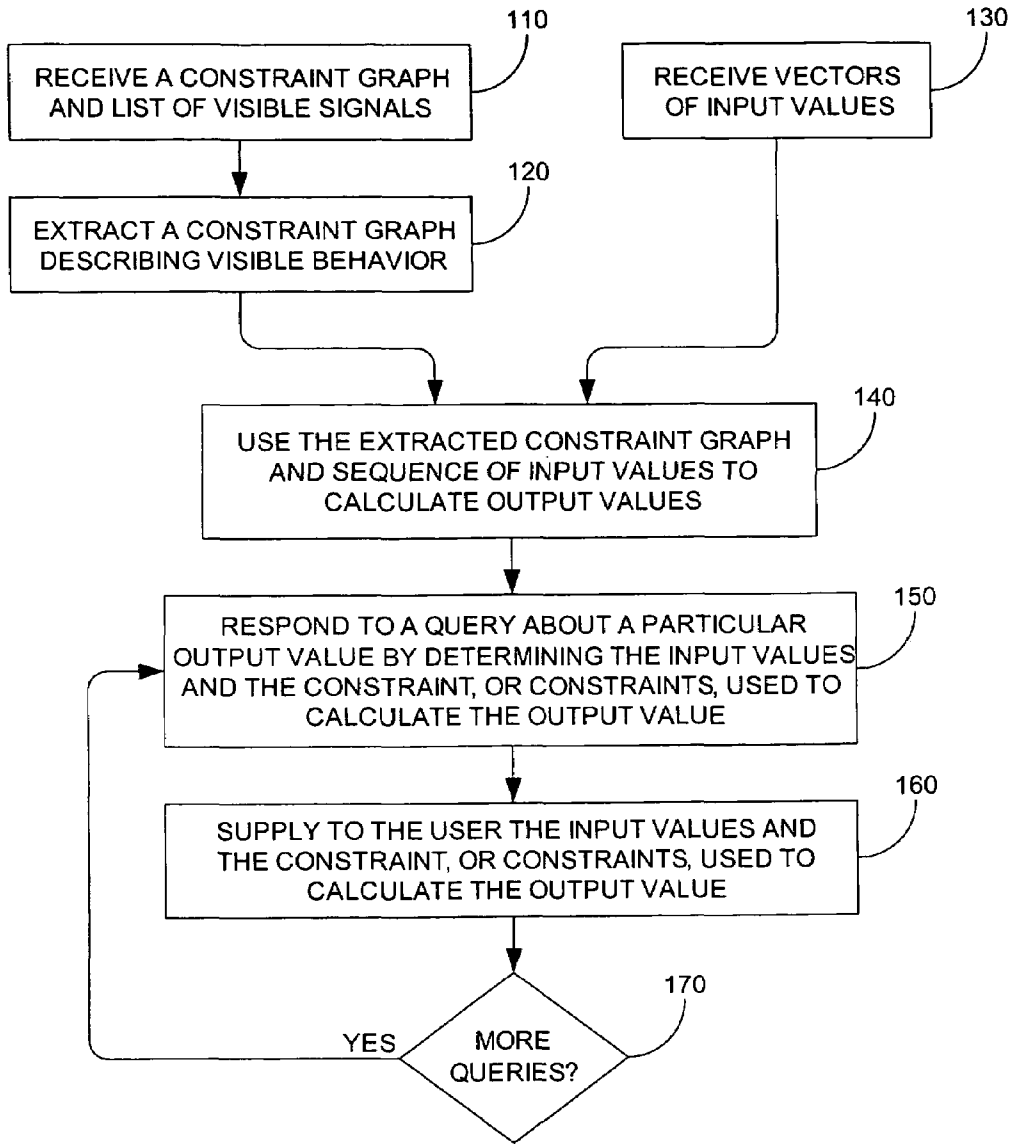 110
RECEIVE A CONSTRAINT GRAPH
AND LIST OF VISIBLE SIGNALS
130
RECEIVE VECTORS
OF INPUT VALUES
120
EXTRACT A CONSTRAINT GRAPH
DESCRIBING VISIBLE BEHAVIOR
140
USE THE EXTRACTED CONSTRAINT GRAPH
AND SEQUENCE OF INPUT VALUES TO
CALCULATE OUTPUT VALUES
150
RESPOND TO A QUERY ABOUT A PARTICULAR
OUTPUT VALUE BY DETERMINING THE INPUT VALUES
AND THE CONSTRAINT, OR CONSTRAINTS, USED TO
CALCULATE THE OUTPUT VALUE
160
SUPPLY TO THE USER THE INPUT VALUES AND
THE CONSTRAINT, OR CONSTRAINTS, USED TO
CALCULATE THE OUTPUT VALUE
170
YES
MORE
QUERIES?